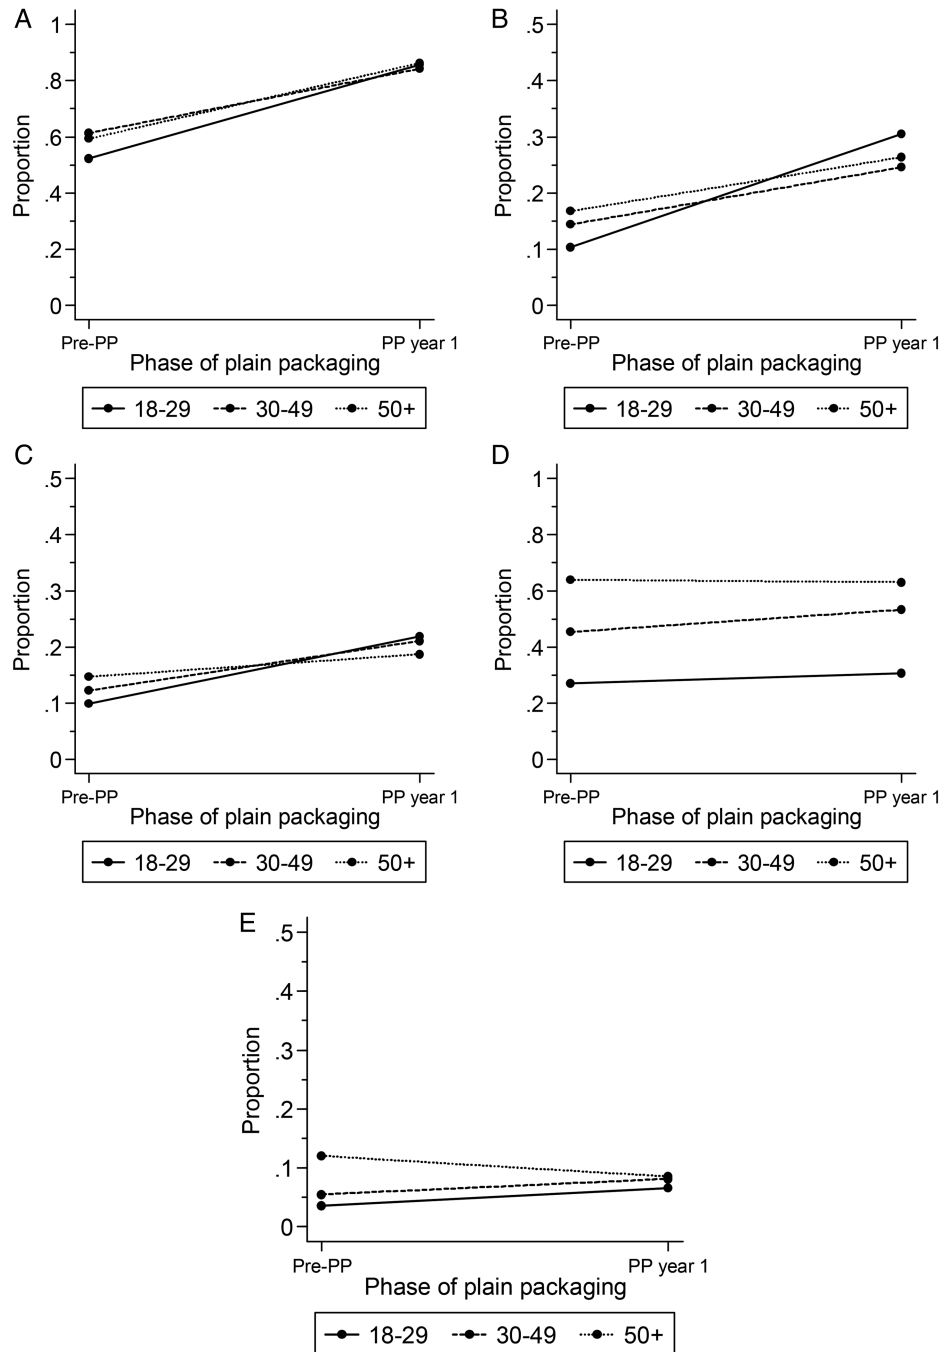 A
Proportion
1
.8
.6
.4
.2
0
Pre-PP
PP year 1
Phase of plain packaging
18-29 30-49 50+
B
Proportion
.5
.4
.3
.2
.1
0
Pre-PP
PP year 1
Phase of plain packaging
18-29 30-49 50+
C
Proportion
.5
.4
.3
.2
.1
0
Pre-PP
PP year 1
Phase of plain packaging
18-29 30-49 50+
D
Proportion
1
.8
.6
.4
.2
0
Pre-PP
PP year 1
Phase of plain packaging
18-29 30-49 50+
E
Proportion
.5
.4
.3
.2
.1
0
Pre-PP
PP year 1
Phase of plain packaging
18-29 30-49 50+